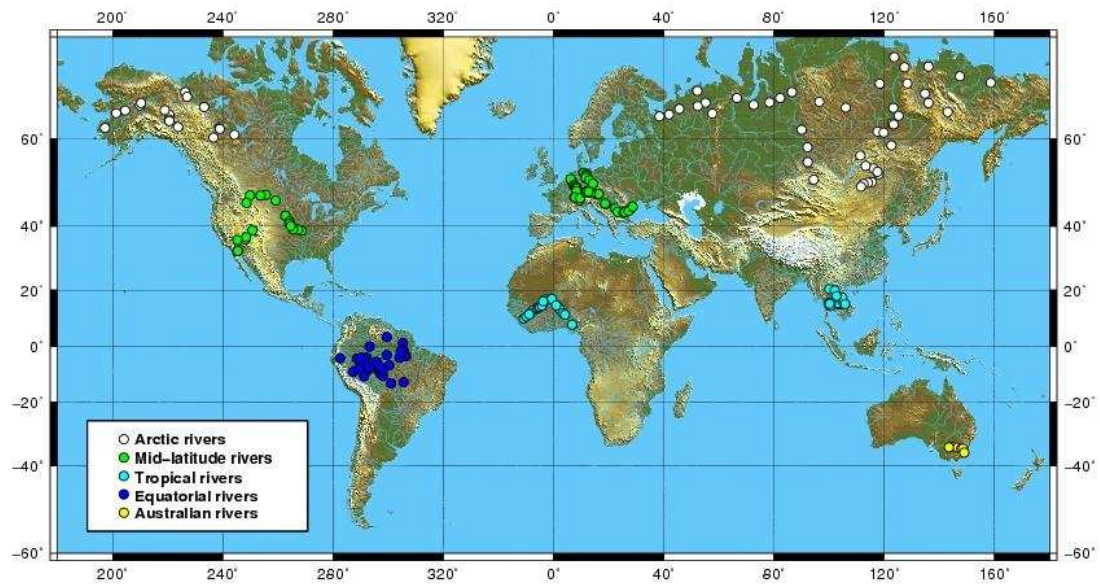 200° 240° 280° 320° 0° 40° 80° 120° 160°
60° 60°
40° 40°
20° 20°
0° 0°
−20° −20°
−40° −40°
−60° −60°
Arctic rivers
Mid−latitude rivers
Tropical rivers
Equatorial rivers
Australian rivers
200° 240° 280° 320° 0° 40° 80° 120° 160°